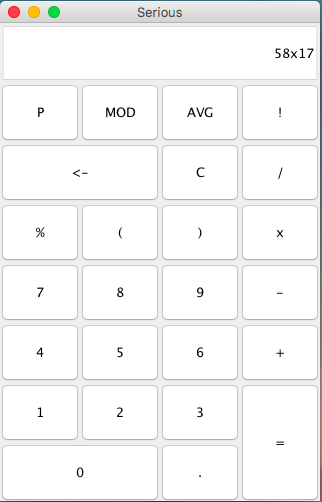 Serious
58x17
P MOD AVG !
<- C /
% ( ) x
7 8 9 -
4 5 6 +
1 2 3
=
0 .